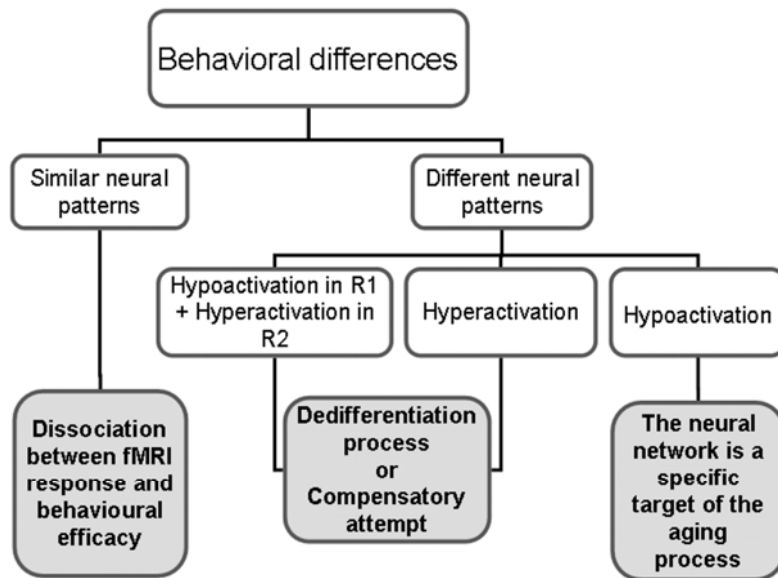 Behavioral differences
Similar neural
patterns
Different neural
patterns
Hypoactivation in R1
+ Hyperactivation in
R2
Hyperactivation
Hypoactivation
Dissociation
between fMRI
response and
behavioural
efficacy
Dedifferentiation
process
or
Compensatory
attempt
The neural
network is a
specific
target of the
aging
process